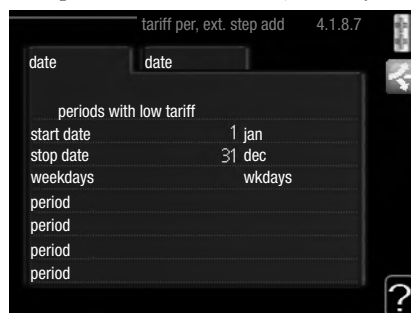 tariff per, ext. step add 4.1.8.7
date date
periods with low tariff
start date 1 jan
stop date 31 dec
weekdays wkdays
period
period
period
period
?